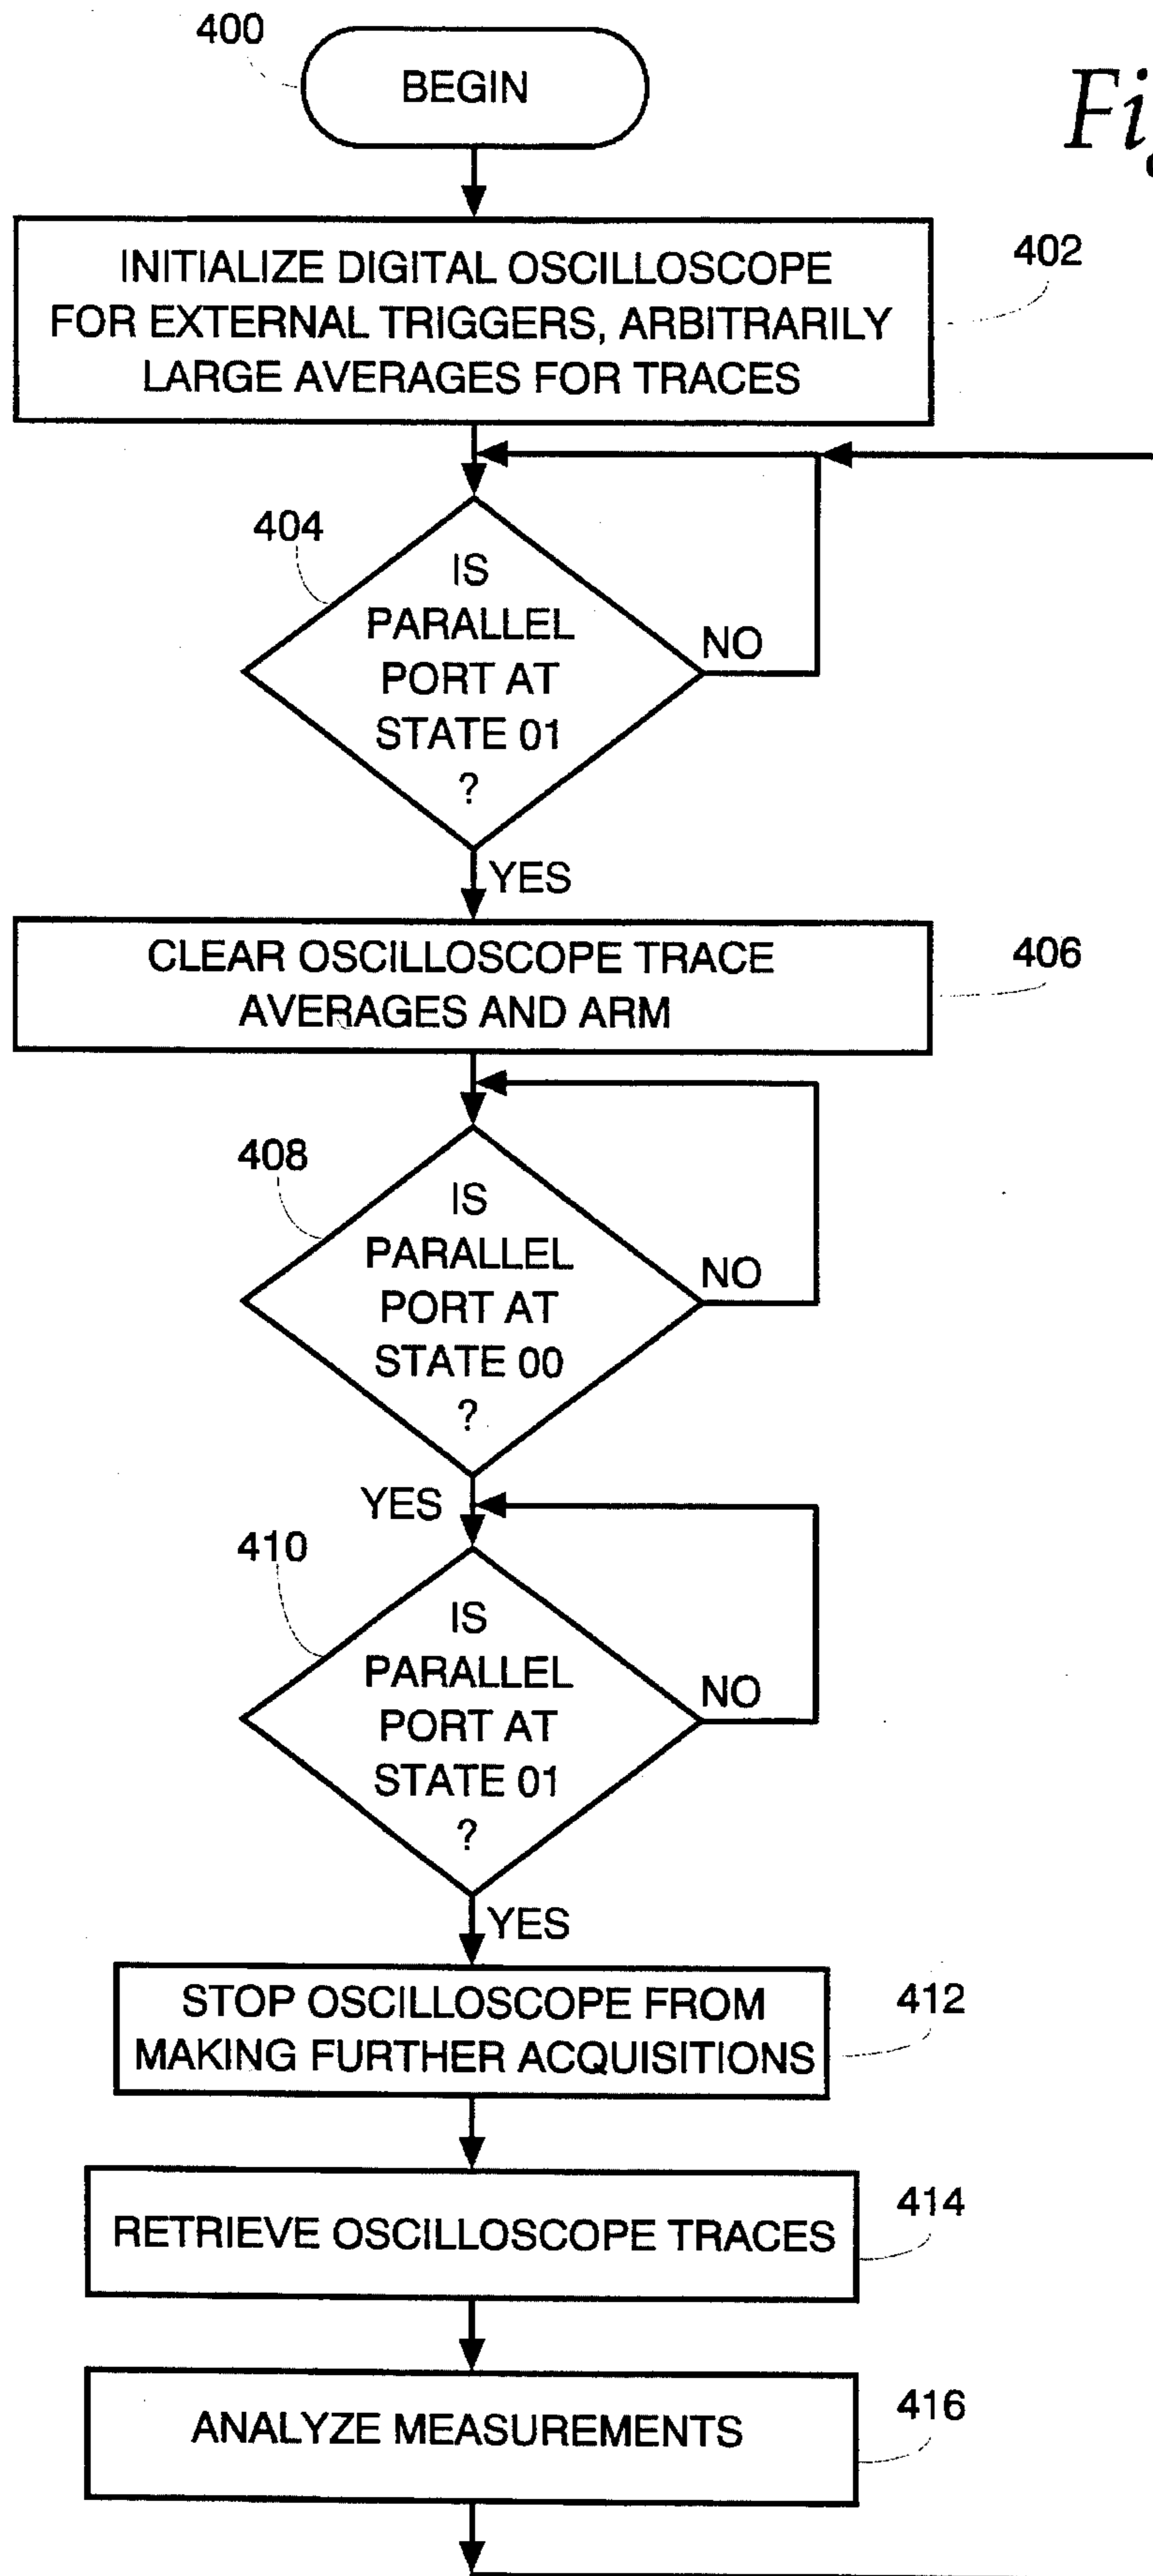 400
BEGIN
Fi
INITIALIZE DIGITAL OSCILLOSCOPE
FOR EXTERNAL TRIGGERS, ARBITRARILY
LARGE AVERAGES FOR TRACES
402
404
IS
PARALLEL
PORT AT
STATE 01
?
NO
YES
CLEAR OSCILLOSCOPE TRACE
AVERAGES AND ARM
406
408
IS
PARALLEL
PORT AT
STATE 00
?
NO
YES
410
IS
PARALLEL
PORT AT
STATE 01
?
NO
YES
STOP OSCILLOSCOPE FROM
MAKING FURTHER ACQUISITIONS
412
RETRIEVE OSCILLOSCOPE TRACES
414
ANALYZE MEASUREMENTS
416